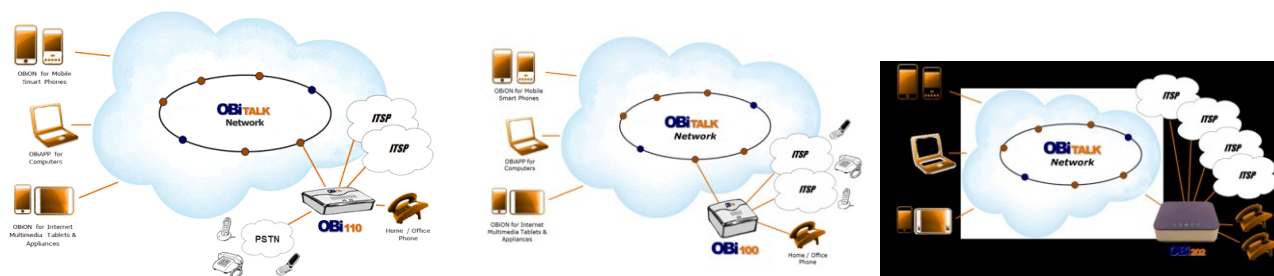 OBiON for Mobile
Smart Phones
OBiAPP for
Computers
OBiON for Internet
Multimedia Tablets &
Appliances
OBiTALK
Network
ITSP
ITSP
OBi110
PSTN
Home / Office
Phone
OBiON for Mobile
Smart Phones
OBiAPP for
Computers
OBiON for Internet
Multimedia Tablets
& Appliances
OBiTALK
Network
ITSP
ITSP
OBi100
Home / Office
Phone
OBiTALK
Network
ITSP
ITSP
ITSP
ITSP
OBi202